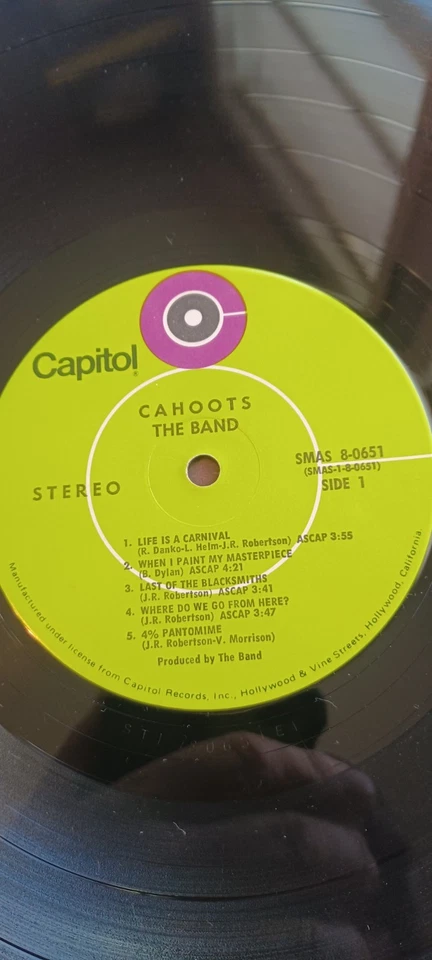 Capitol
®
CAHOOTS
THE BAND
STEREO
SMAS 8-0651
(SMAS-1-8-0651)
SIDE 1
1. LIFE IS A CARNIVAL
(R. Danko-L. Helm-J.R. Robertson) ASCAP 3:55
2. WHEN I PAINT MY MASTERPIECE
(B. Dylan) ASCAP 4:21
3. LAST OF THE BLACKSMITHS
(J.R. Robertson) ASCAP 3:41
4. WHERE DO WE GO FROM HERE?
(J.R. Robertson) ASCAP 3:47
5. 4% PANTOMIME
(J.R. Robertson-V. Morrison)
Produced by The Band
Manufactured under license from Capitol Records, Inc., Hollywood & Vine Streets, Hollywood, California.